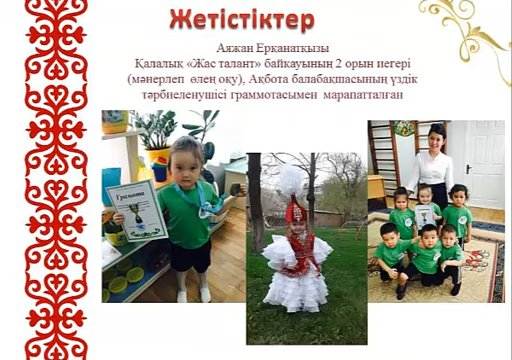 Жетістіктер
Аяжан Ерқанатқызы
Қалалық «Жас талант» байқауының 2 орын иегері
(мәнерлеп өлең оқу), Ақбота балабақшасының үздік
тәрбиеленушісі граммотасымен марапатталған
Грамота